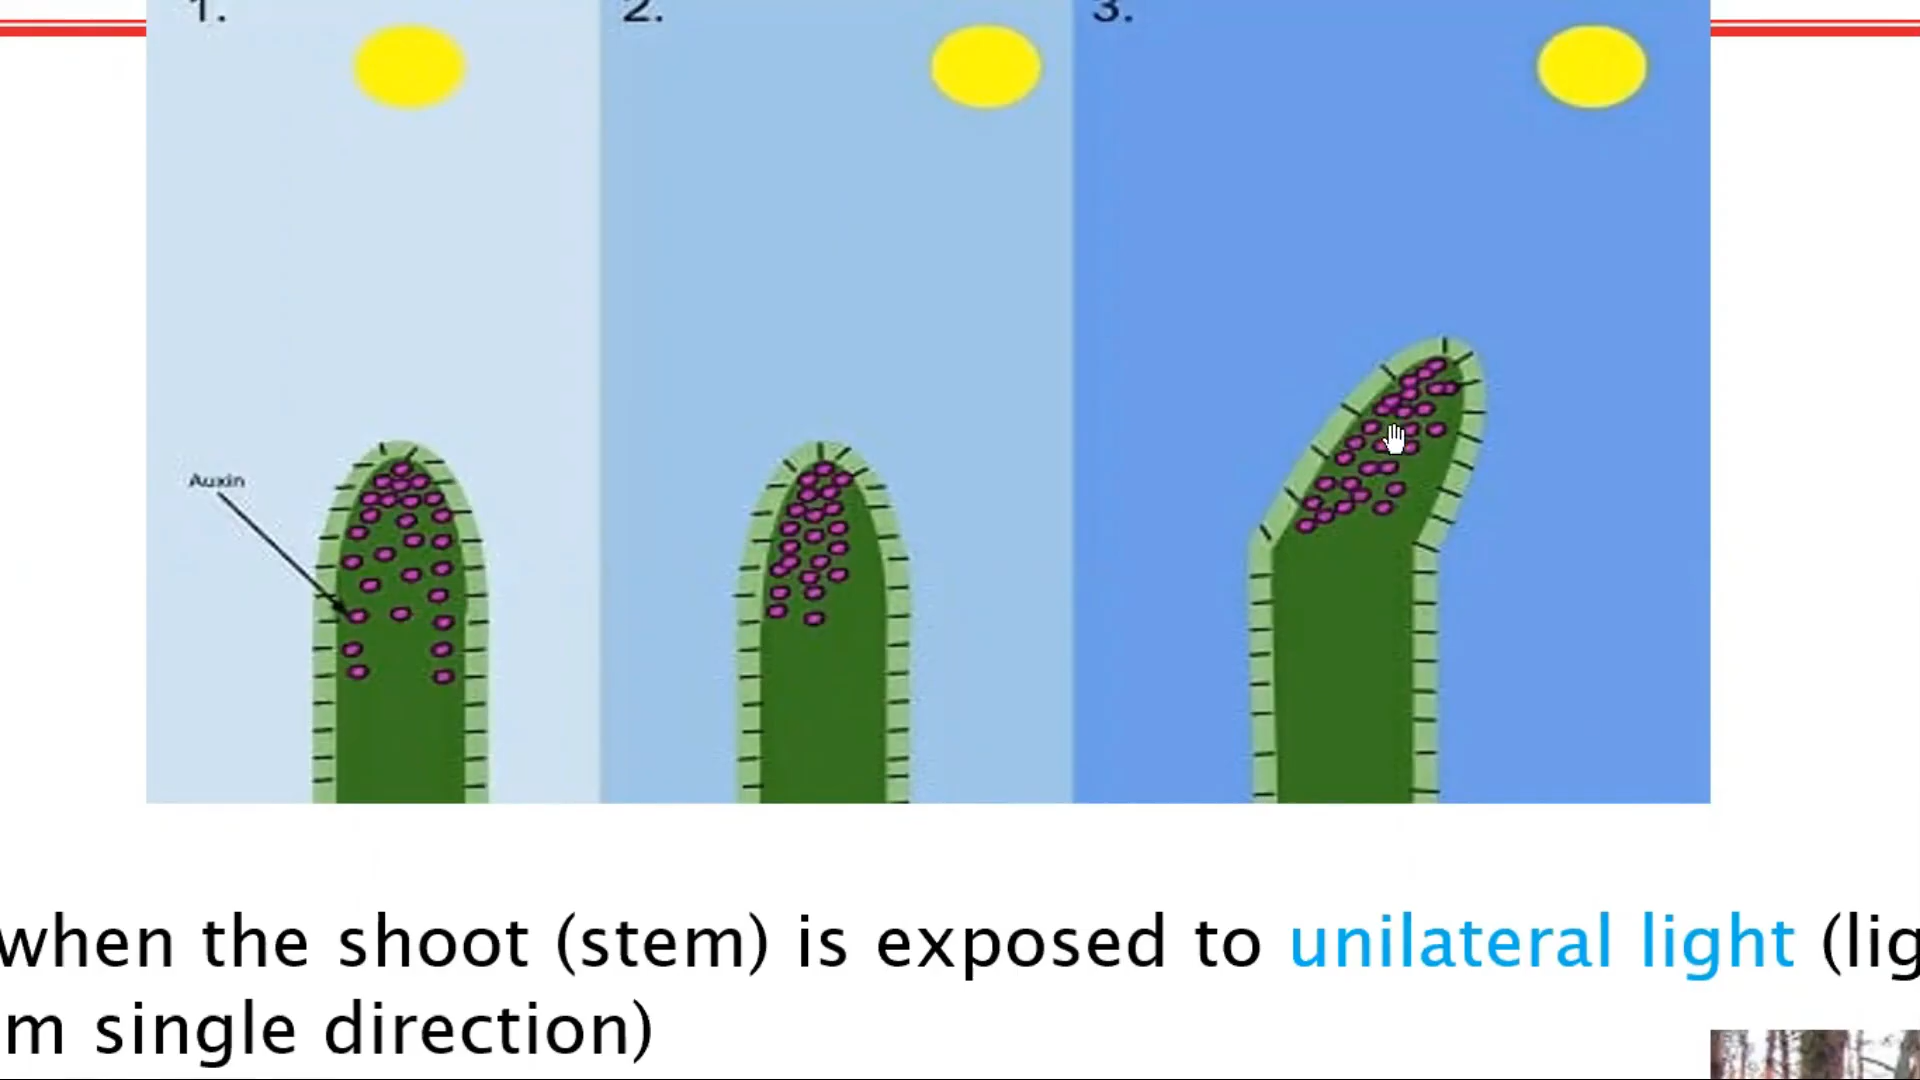 1. 2. 3.
Auxin
when the shoot (stem) is exposed to unilateral light (lig
m single direction)